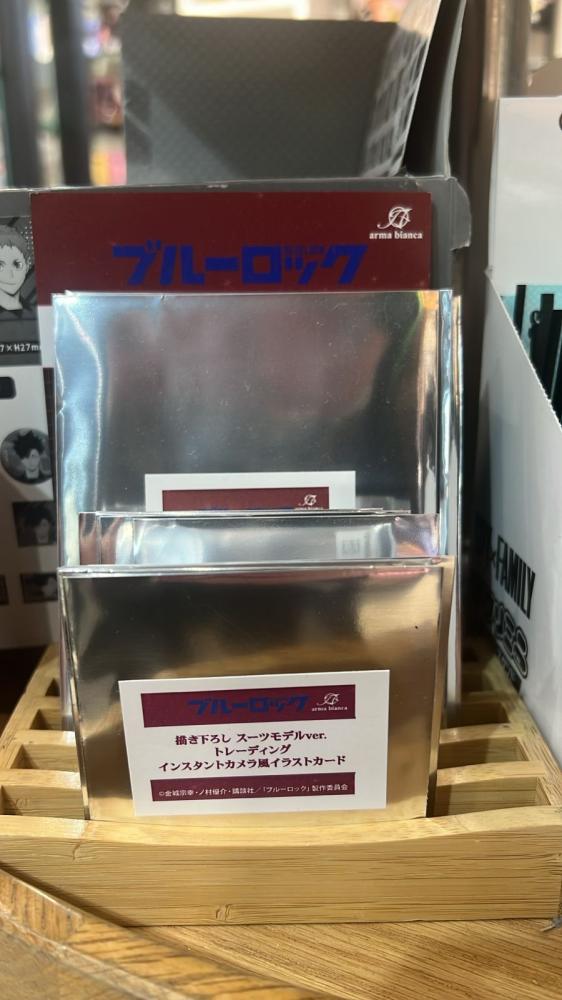 arma bianca
ブルーロック
7×H27m
arma bianca
ブルーロック
arma bianca
描き下ろし スーツモデルver.
トレーディング
インスタントカメラ風イラストカード
©金城宗幸・ノ村優介・講談社／「ブルーロック」製作委員会
FAMILY